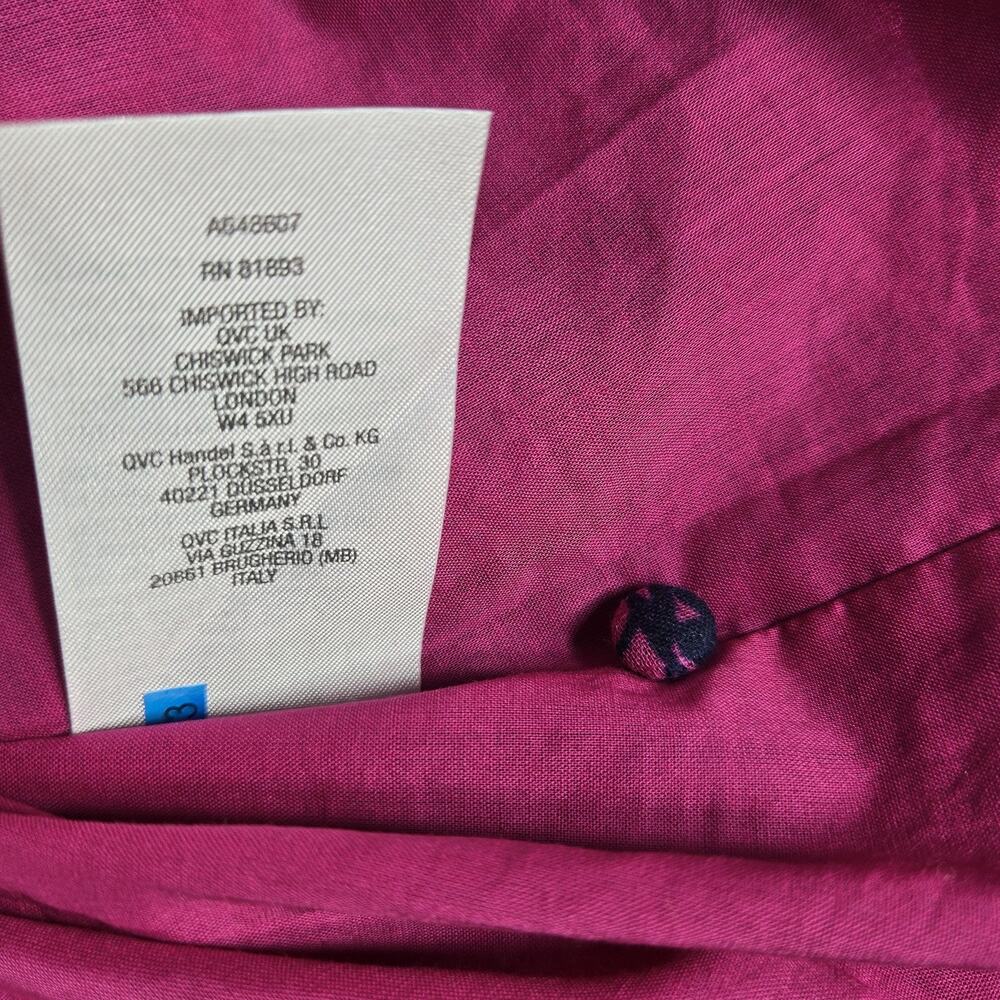 A648607
RN 81893
IMPORTED BY:
QVC UK
CHISWICK PARK
566 CHISWICK HIGH ROAD
LONDON
W4 5XU
QVC Handel S.à r.l. & Co. KG
PLOCKSTR. 30
40221 DÜSSELDORF
GERMANY
QVC ITALIA S.R.L
VIA GUZZINA 18
20861 BRUGHERIO (MB)
ITALY